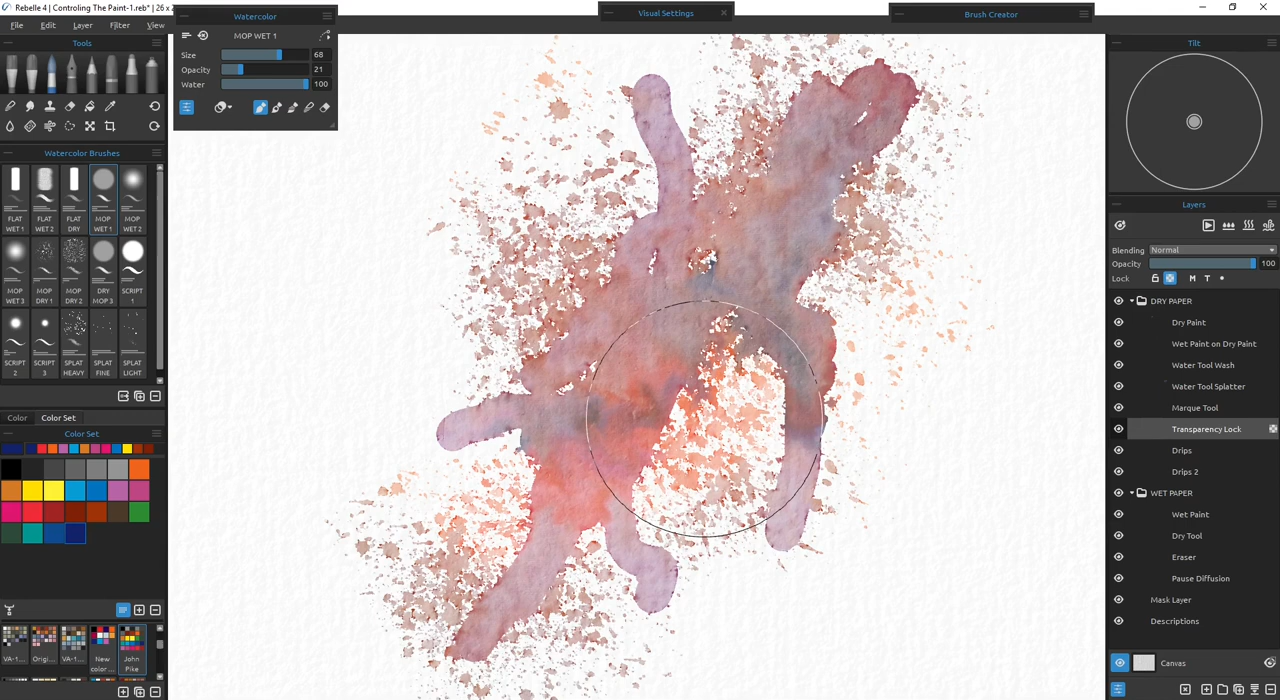 Rebelle 4 | Controling The Paint-1.reb* | 26 x 2
File Edit Layer Filter View
Tools
Watercolor
MOP WET 1
Size 68
Opacity 21
Water 100
Visual Settings
Brush Creator
Watercolor Brushes
FLAT WET 1 FLAT WET 2 FLAT DRY MOP WET 1 MOP WET 2
MOP WET 3 MOP DRY 1 MOP DRY 2 DRY MOP 3 SCRIPT 1
SCRIPT 2 SCRIPT 3 SPLAT HEAVY SPLAT FINE SPLAT LIGHT
Color Color Set
Color Set
VA-1... Origi... VA-1... New color... John Pike
Tilt
Layers
Blending Normal
Opacity 100
Lock M T
DRY PAPER
Dry Paint
Wet Paint on Dry Paint
Water Tool Wash
Water Tool Splatter
Marque Tool
Transparency Lock
Drips
Drips 2
WET PAPER
Wet Paint
Dry Tool
Eraser
Pause Diffusion
Mask Layer
Descriptions
Canvas